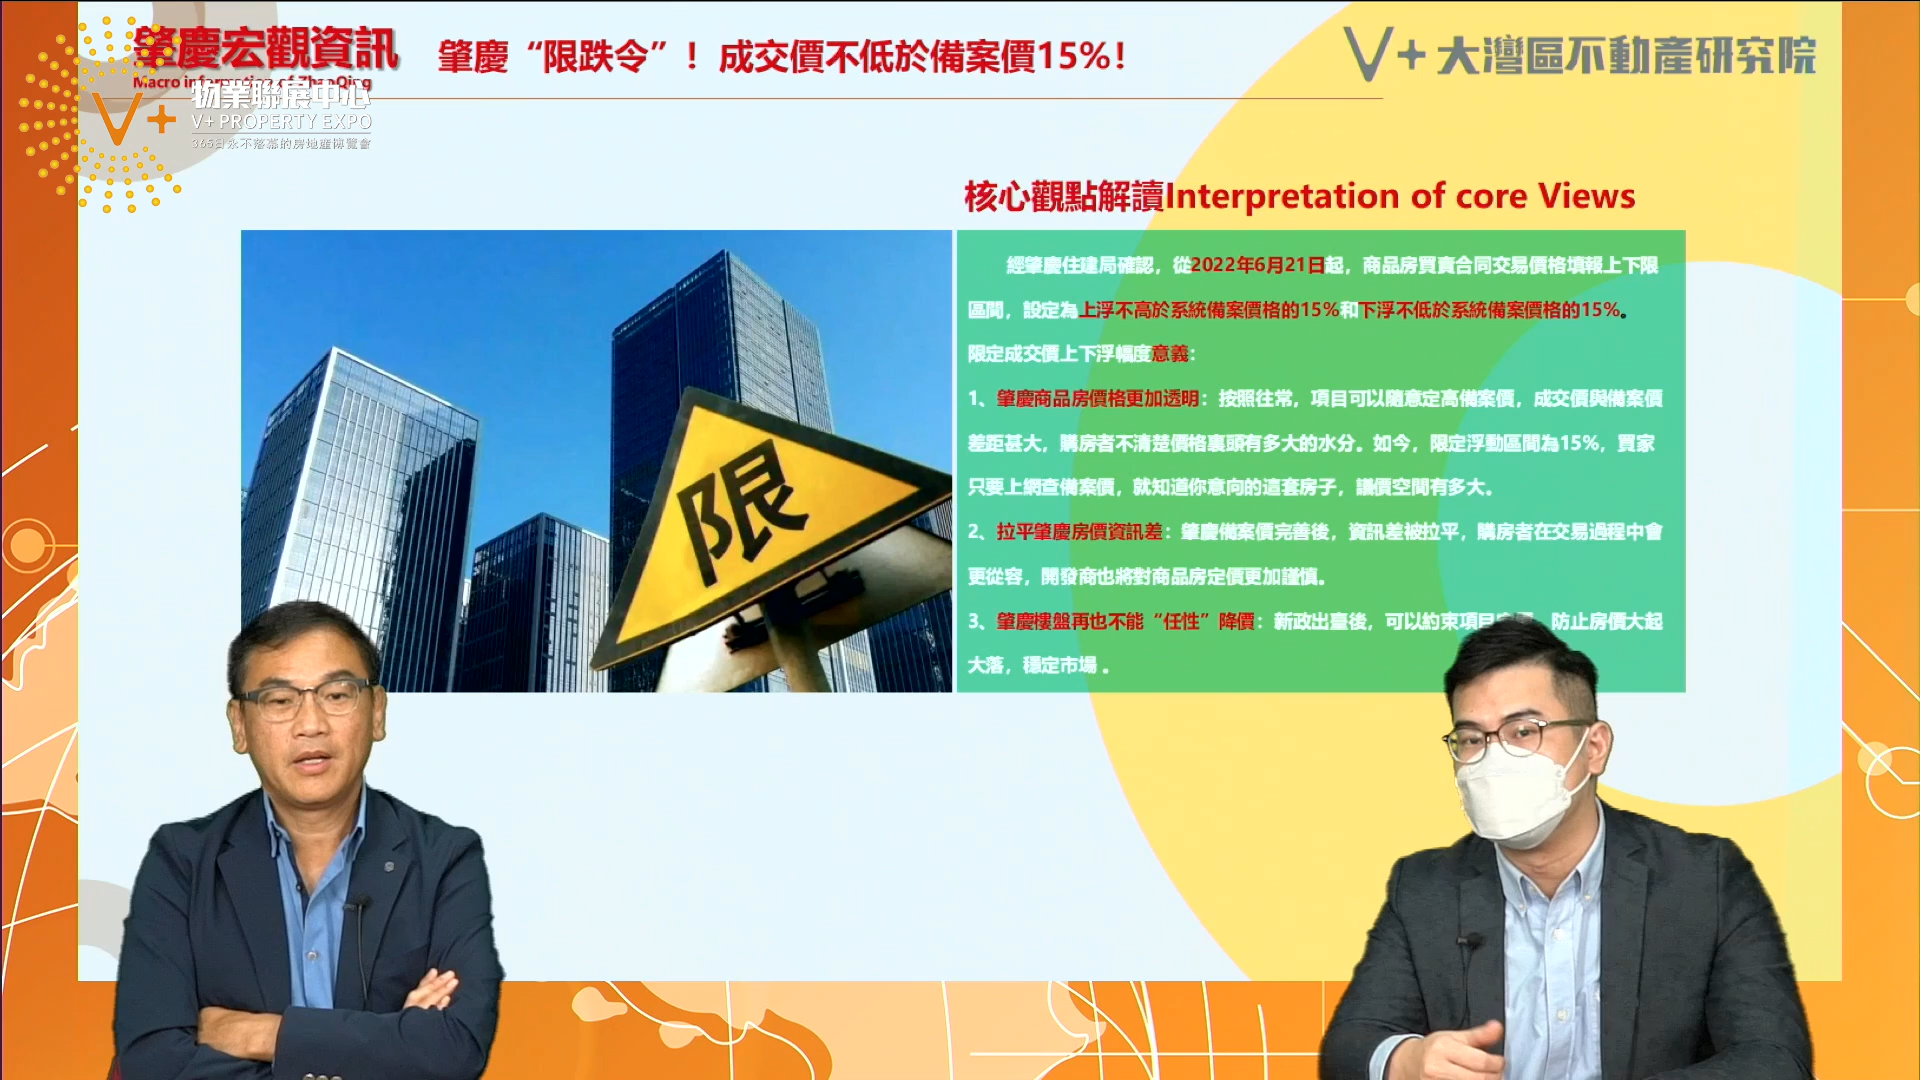 肇慶宏觀資訊
肇慶“限跌令”！成交價不低於備案價15%！
V+大灣區不動產研究院
物業聯展中心
V+ PROPERTY EXPO
365日永不落幕的房地產博覽會
核心觀點解讀Interpretation of core Views
經肇慶住建局確認，從2022年6月21日起，商品房買賣合同交易價格填報上下限
區間，設定為上浮不高於系統備案價格的15%和下浮不低於系統備案價格的15%。
限定成交價上下浮幅度意義：
1、肇慶商品房價格更加透明：按照往常，項目可以隨意定高備案價，成交價與備案價
差距甚大，購房者不清楚價格裏頭有多大的水分。如今，限定浮動區間為15%，買家
只要上網查備案價，就知道你意向的這套房子，議價空間有多大。
2、拉平肇慶房價資訊差：肇慶備案價完善後，資訊差被拉平，購房者在交易過程中會
更從容，開發商也將對商品房定價更加謹慎。
3、肇慶樓盤再也不能“任性”降價：新政出臺後，可以約束項目 防止房價大起
大落，穩定市場。
限